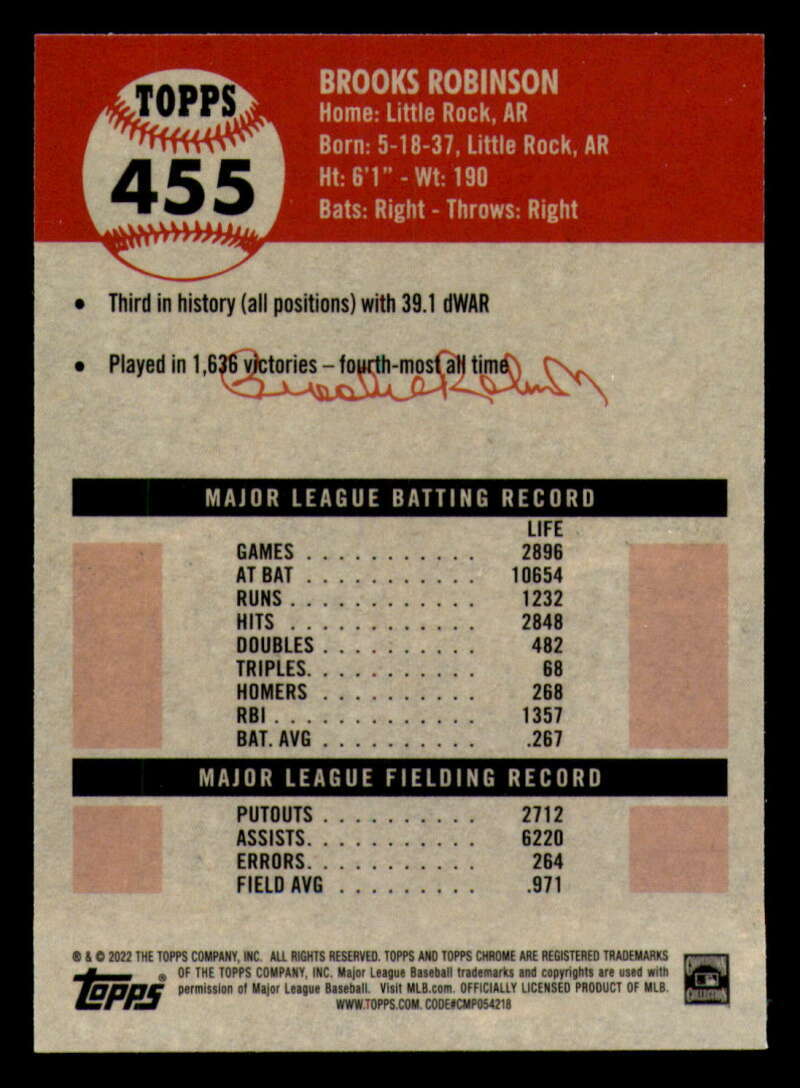 TOPPS
455
BROOKS ROBINSON
Home: Little Rock, AR
Born: 5-18-37, Little Rock, AR
Ht: 6'1" - Wt: 190
Bats: Right - Throws: Right
• Third in history (all positions) with 39.1 dWAR
• Played in 1,636 victories – fourth-most all time
Brooks Robinson
MAJOR LEAGUE BATTING RECORD
LIFE
GAMES . . . . . . . . . . . 2896
AT BAT . . . . . . . . . . 10654
RUNS . . . . . . . . . . . . 1232
HITS . . . . . . . . . . . . 2848
DOUBLES . . . . . . . . . . 482
TRIPLES. . . . . . . . . . . 68
HOMERS . . . . . . . . . . 268
RBI . . . . . . . . . . . . . 1357
BAT. AVG . . . . . . . . . . .267
MAJOR LEAGUE FIELDING RECORD
PUTOUTS . . . . . . . . . . 2712
ASSISTS. . . . . . . . . . . 6220
ERRORS. . . . . . . . . . . 264
FIELD AVG . . . . . . . . . .971
® & © 2022 THE TOPPS COMPANY, INC. ALL RIGHTS RESERVED. TOPPS AND TOPPS CHROME ARE REGISTERED TRADEMARKS
OF THE TOPPS COMPANY, INC. Major League Baseball trademarks and copyrights are used with
permission of Major League Baseball. Visit MLB.com. OFFICIALLY LICENSED PRODUCT OF MLB.
WWW.TOPPS.COM. CODE#CMP054218
Topps®
COOPERSTOWN
COLLECTION